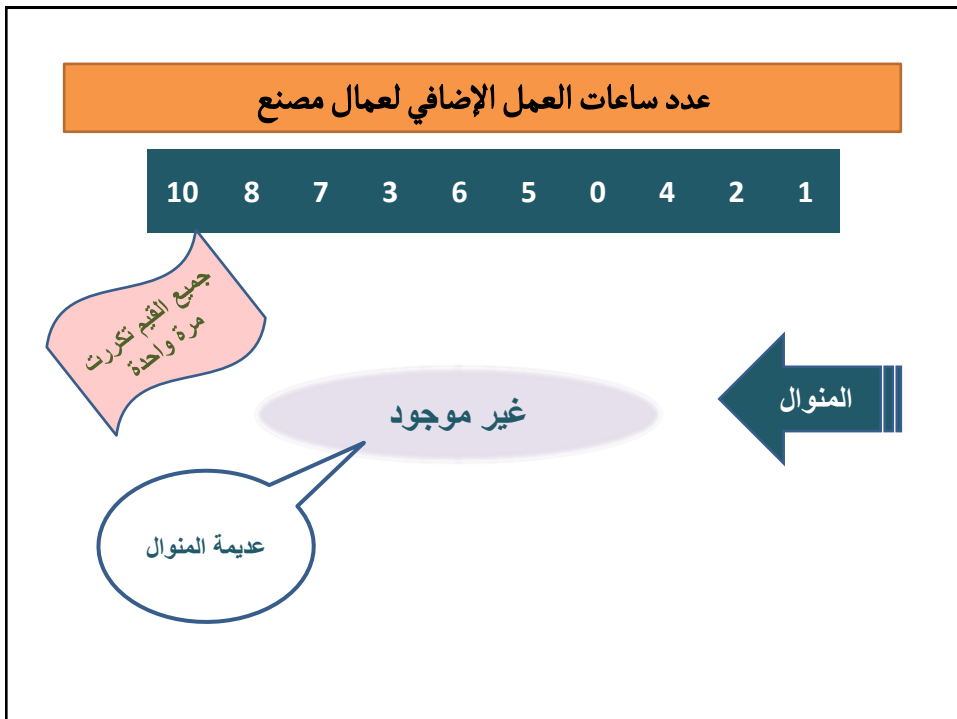 عدد ساعات العمل الإضافي لعمال مصنع
1 2 4 0 5 6 3 7 8 10
جميع القيم تكررت
مرة واحدة
المنوال
غير موجود
عديمة المنوال